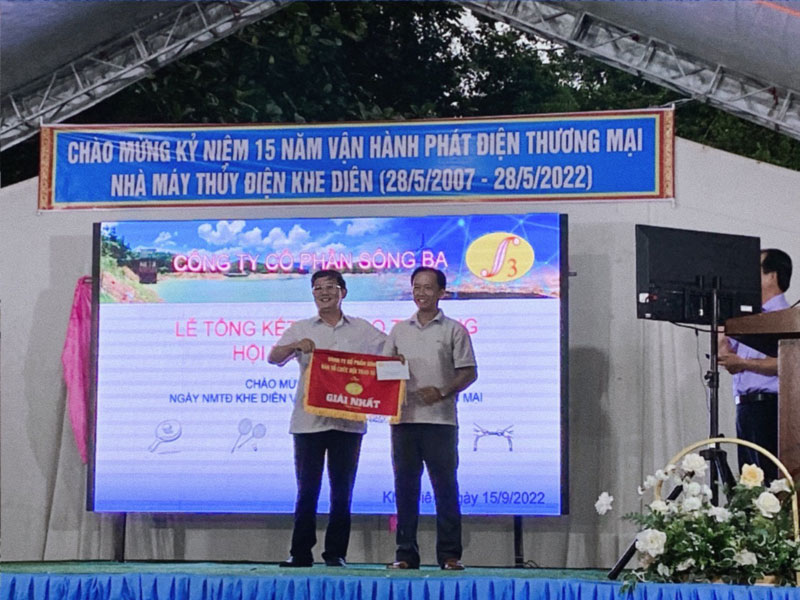 CHÀO MỪNG KỶ NIỆM 15 NĂM VẬN HÀNH PHÁT ĐIỆN THƯƠNG MẠI
NHÀ MÁY THỦY ĐIỆN KHE DIÊN (28/5/2007 - 28/5/2022)
CÔNG TY CỔ PHẦN SÔNG BA
S3
LỄ TỔNG KẾT
HỘI
CHÀO MỪ
NGÀY NMTĐ KHE DIÊN V MẠI
GIẢI NHẤT
ngày 15/9/2022